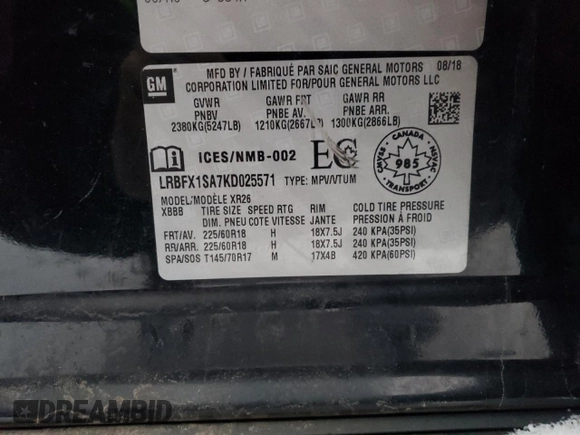 GM
MFD BY / FABRIQUÉ PAR SAIC GENERAL MOTORS 08/18
CORPORATION LIMITED FOR/POUR GENERAL MOTORS LLC
GVWR GAWR FRT GAWR RR
PNBV PNBE AV. PNBE ARR.
2380KG(5247LB) 1210KG(2667LB) 1300KG(2866LB)
ICES/NMB-002 EC
CANADA
CMVSS NSVAC
985
TRANSPORT
LRBFX1SA7KD025571 TYPE: MPV/VTUM
MODEL/MODÈLE XR26
XBBB TIRE SIZE SPEED RTG RIM COLD TIRE PRESSURE
DIM. PNEU COTE VITESSE JANTE PRESSION À FROID
FRT/AV. 225/60R18 H 18X7.5J 240 KPA(35PSI)
RR/ARR. 225/60R18 H 18X7.5J 240 KPA(35PSI)
SPA/SOS T145/70R17 M 17X4B 420 KPA(60PSI)
DREAMBID